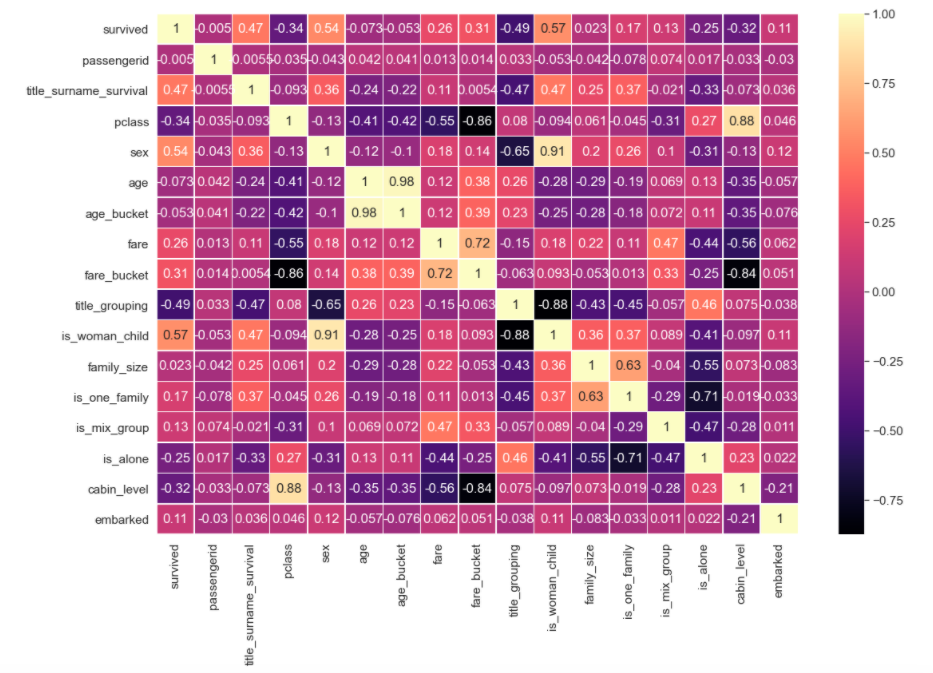 survived 1 -0.005 0.47 -0.34 0.54 -0.073 -0.053 0.26 0.31 -0.49 0.57 0.023 0.17 0.13 -0.25 -0.32 0.11
passengerid -0.005 1 0.0055 -0.035 -0.043 0.042 0.041 0.013 0.014 0.033 -0.053 -0.042 -0.078 0.074 0.017 -0.033 -0.03
title_surname_survival 0.47 -0.0055 1 -0.093 0.36 -0.24 -0.22 0.11 0.0054 -0.47 0.47 0.25 0.37 -0.021 -0.33 -0.073 0.036
pclass -0.34 -0.035 -0.093 1 -0.13 -0.41 -0.42 -0.55 -0.86 0.08 -0.094 0.061 -0.045 -0.31 0.27 0.88 0.046
sex 0.54 -0.043 0.36 -0.13 1 -0.12 -0.1 0.18 0.14 -0.65 0.91 0.2 0.26 0.1 -0.31 -0.13 0.12
age -0.073 0.042 -0.24 -0.41 -0.12 1 0.98 0.12 0.38 0.26 -0.28 -0.29 -0.19 0.069 0.13 -0.35 -0.057
age_bucket -0.053 0.041 -0.22 -0.42 -0.1 0.98 1 0.12 0.39 0.23 -0.25 -0.28 -0.18 0.072 0.11 -0.35 -0.076
fare 0.26 0.013 0.11 -0.55 0.18 0.12 0.12 1 0.72 -0.15 0.18 0.22 0.11 0.47 -0.44 -0.56 0.062
fare_bucket 0.31 0.014 0.0054 -0.86 0.14 0.38 0.39 0.72 1 -0.063 0.093 -0.053 0.013 0.33 -0.25 -0.84 0.051
title_grouping -0.49 0.033 -0.47 0.08 -0.65 0.26 0.23 -0.15 -0.063 1 -0.88 -0.43 -0.45 -0.057 0.46 0.075 -0.038
is_woman_child 0.57 -0.053 0.47 -0.094 0.91 -0.28 -0.25 0.18 0.093 -0.88 1 0.36 0.37 0.089 -0.41 -0.097 0.11
family_size 0.023 -0.042 0.25 0.061 0.2 -0.29 -0.28 0.22 -0.053 -0.43 0.36 1 0.63 -0.04 -0.55 0.073 -0.083
is_one_family 0.17 -0.078 0.37 -0.045 0.26 -0.19 -0.18 0.11 0.013 -0.45 0.37 0.63 1 -0.29 -0.71 -0.019 -0.033
is_mix_group 0.13 0.074 -0.021 -0.31 0.1 0.069 0.072 0.47 0.33 -0.057 0.089 -0.04 -0.29 1 -0.47 -0.28 0.011
is_alone -0.25 0.017 -0.33 0.27 -0.31 0.13 0.11 -0.44 -0.25 0.46 -0.41 -0.55 -0.71 -0.47 1 0.23 0.022
cabin_level -0.32 -0.033 -0.073 0.88 -0.13 -0.35 -0.35 -0.56 -0.84 0.075 -0.097 0.073 -0.019 -0.28 0.23 1 -0.21
embarked 0.11 -0.03 0.036 0.046 0.12 -0.057 -0.076 0.062 0.051 -0.038 0.11 -0.083 -0.033 0.011 0.022 -0.21 1
survived
passengerid
title_surname_survival
pclass
sex
age
age_bucket
fare
fare_bucket
title_grouping
is_woman_child
family_size
is_one_family
is_mix_group
is_alone
cabin_level
embarked
1.00
0.75
0.50
0.25
0.00
−0.25
−0.50
−0.75